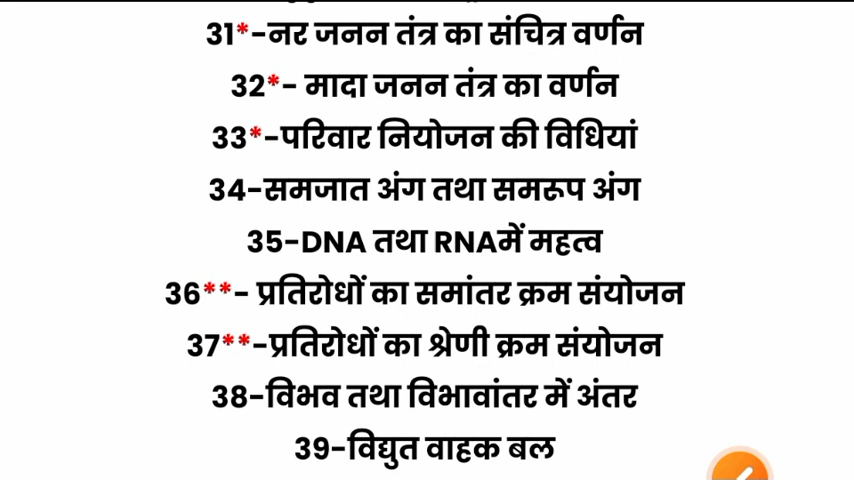 31*-नर जनन तंत्र का संचित्र वर्णन
32*- मादा जनन तंत्र का वर्णन
33*-परिवार नियोजन की विधियां
34-समजात अंग तथा समरूप अंग
35-DNA तथा RNAमें महत्व
36**- प्रतिरोधों का समांतर क्रम संयोजन
37**-प्रतिरोधों का श्रेणी क्रम संयोजन
38-विभव तथा विभावांतर में अंतर
39-विद्युत वाहक बल